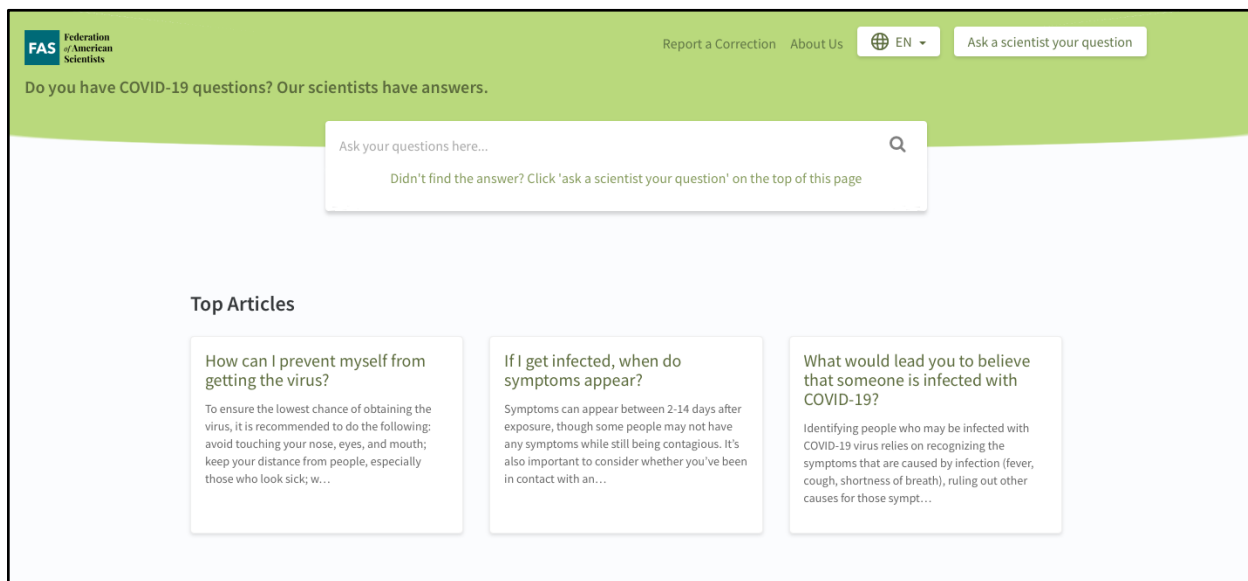 FAS
Federation
of American
Scientists
Report a Correction
About Us
EN
Ask a scientist your question
Do you have COVID-19 questions? Our scientists have answers.
Ask your questions here...
Didn't find the answer? Click 'ask a scientist your question' on the top of this page
Top Articles
How can I prevent myself from
getting the virus?
To ensure the lowest chance of obtaining the
virus, it is recommended to do the following:
avoid touching your nose, eyes, and mouth;
keep your distance from people, especially
those who look sick; w…
If I get infected, when do
symptoms appear?
Symptoms can appear between 2-14 days after
exposure, though some people may not have
any symptoms while still being contagious. It's
also important to consider whether you've been
in contact with an…
What would lead you to believe
that someone is infected with
COVID-19?
Identifying people who may be infected with
COVID-19 virus relies on recognizing the
symptoms that are caused by infection (fever,
cough, shortness of breath), ruling out other
causes for those sympt…